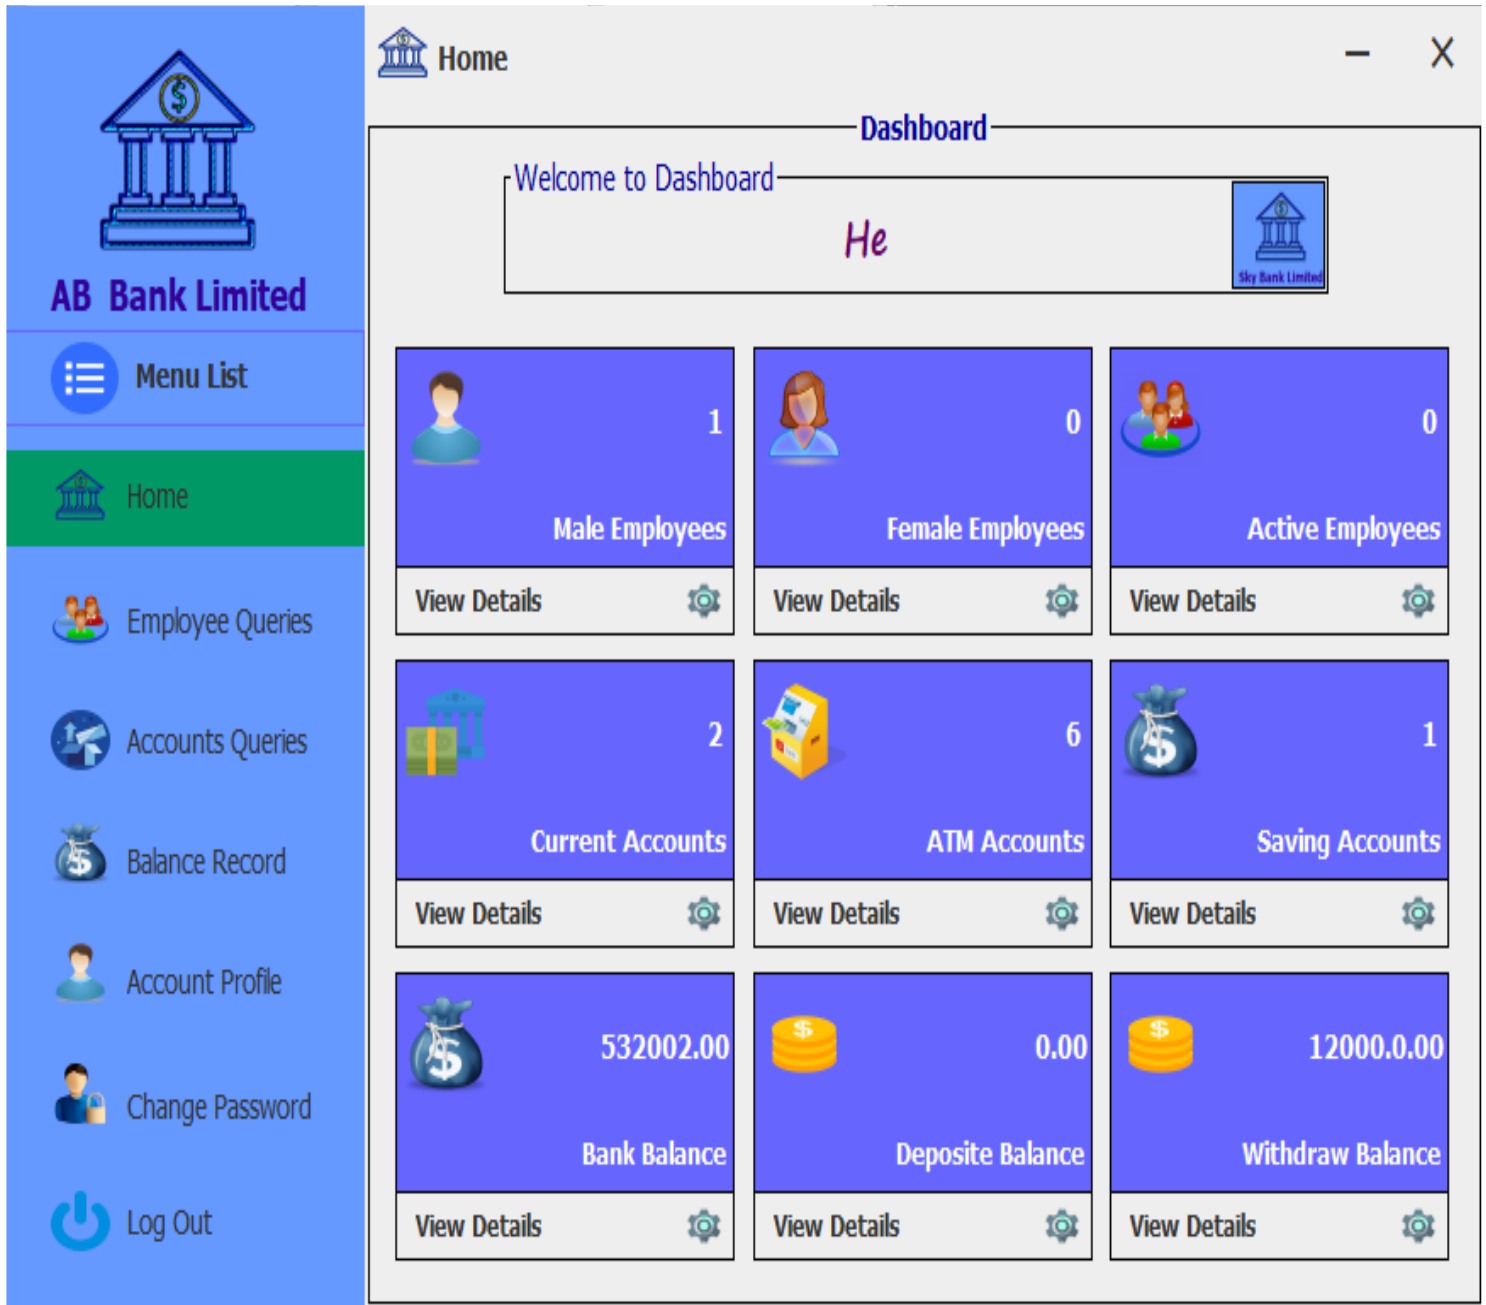 Home
Dashboard
Welcome to Dashboard
He
Sky Bank Limited
AB Bank Limited
Menu List
Home
Employee Queries
Accounts Queries
Balance Record
Account Profile
Change Password
Log Out
1
Male Employees
View Details
0
Female Employees
View Details
0
Active Employees
View Details
2
Current Accounts
View Details
6
ATM Accounts
View Details
1
Saving Accounts
View Details
532002.00
Bank Balance
View Details
0.00
Deposite Balance
View Details
12000.0.00
Withdraw Balance
View Details